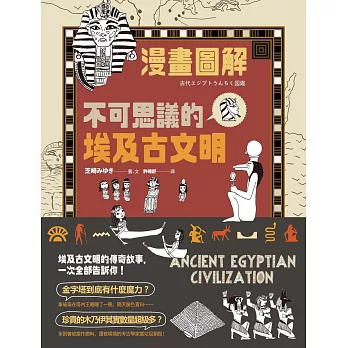 漫畫圖解
古代エジプトうんちく図鑑
不可思議的
埃及古文明
芝崎みゆき 圖·文 許晴舒 譯
埃及古文明的傳奇故事,
一次全部告訴你!
ANCIENT EGYPTIAN
CIVILIZATION
金字塔到底有什麼魔力?
珍貴的木乃伊其實數量超級多?